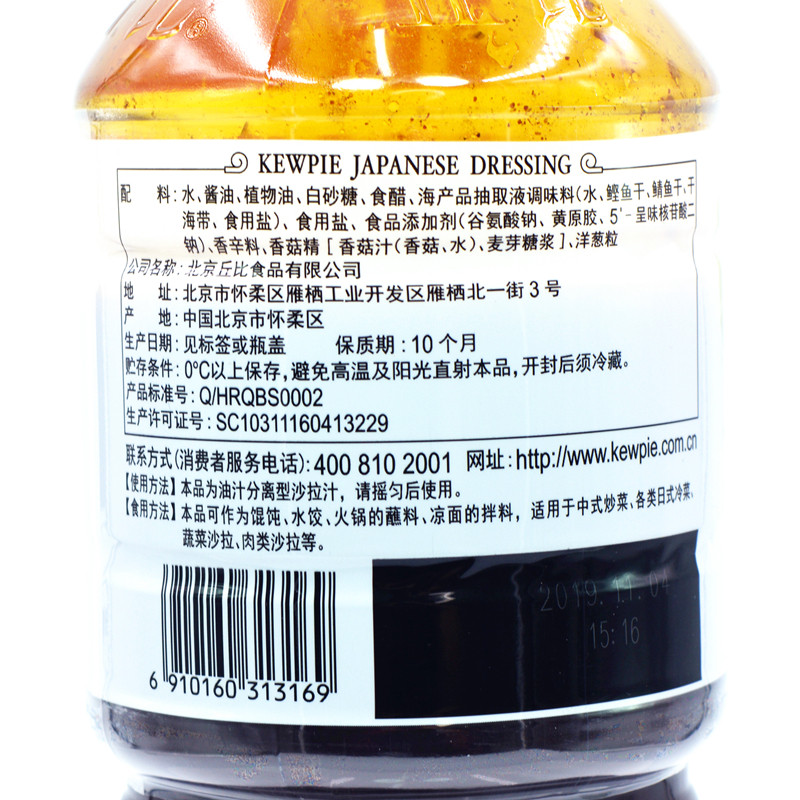 KEWPIE JAPANESE DRESSING
配 料:水、酱油、植物油、白砂糖、食醋、海产品抽取液调味料(水、鲣鱼干、鲭鱼干、干
海带、食用盐)、食用盐、食品添加剂(谷氨酸钠、黄原胶、5'-呈味核苷酸二
钠)、香辛料、香菇精[香菇汁(香菇、水)、麦芽糖浆]、洋葱粒
公司名称:北京丘比食品有限公司
地 址:北京市怀柔区雁栖工业开发区雁栖北一街3号
产 地:中国北京市怀柔区
生产日期:见标签或瓶盖 保质期:10个月
贮存条件:0℃以上保存,避免高温及阳光直射本品,开封后须冷藏。
产品标准号:Q/HRQBS0002
生产许可证号:SC10311160413229
联系方式(消费者服务电话):400 810 2001 网址:http://www.kewpie.com.cn
【使用方法】本品为油汁分离型沙拉汁,请摇匀后使用。
【食用方法】本品可作为馄饨、水饺、火锅的蘸料、凉面的拌料,适用于中式炒菜、各类日式冷菜、
蔬菜沙拉、肉类沙拉等。
2019.11.04
15:16
6 910160 313169